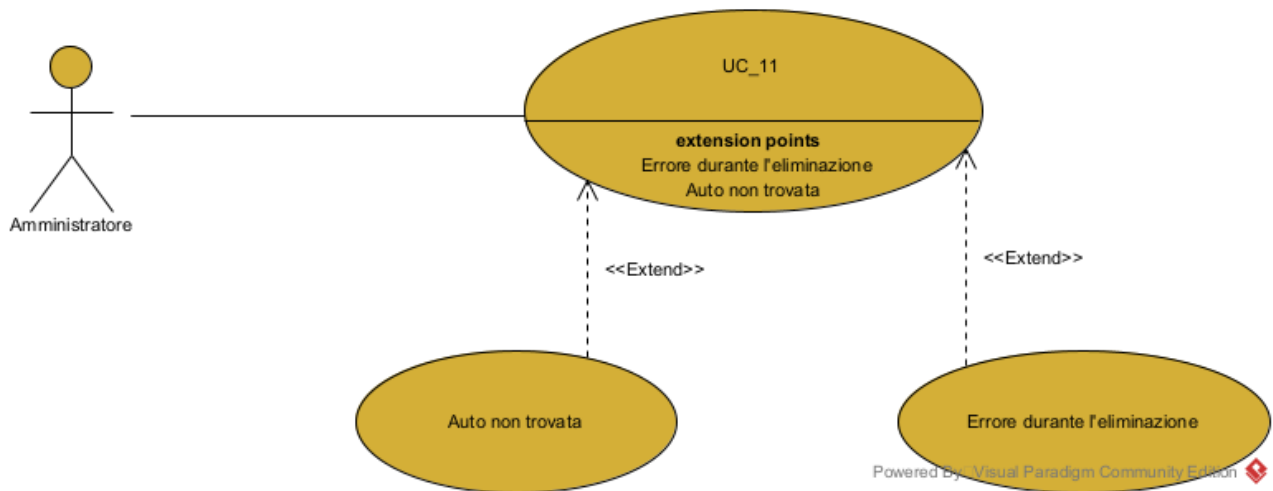 UC_11
extension points
Errore durante l'eliminazione
Auto non trovata
Amministratore
<<Extend>>
<<Extend>>
Auto non trovata
Errore durante l'eliminazione
Powered By: Visual Paradigm Community Edition